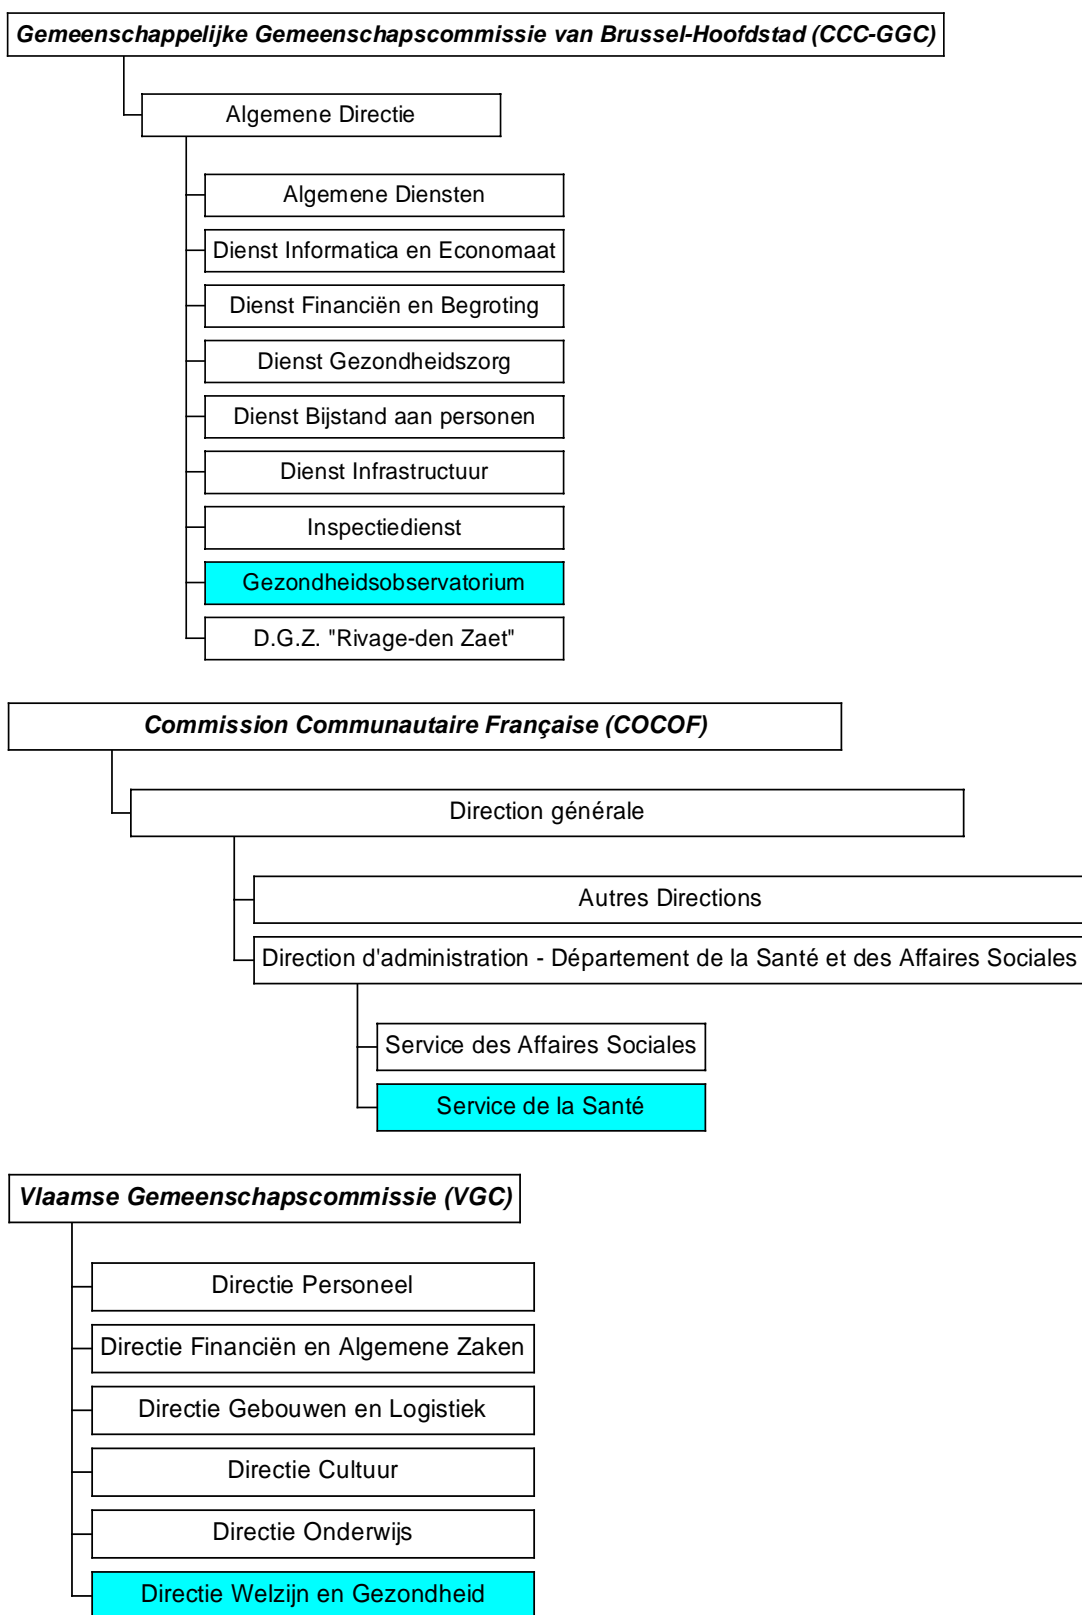 Gemeenschappelijke Gemeenschapscommissie van Brussel-Hoofdstad (CCC-GGC)
Algemene Directie
Algemene Diensten
Dienst Informatica en Economaat
Dienst Financiën en Begroting
Dienst Gezondheidszorg
Dienst Bijstand aan personen
Dienst Infrastructuur
Inspectiedienst
Gezondheidsobservatorium
D.G.Z. "Rivage-den Zaet"
Commission Communautaire Française (COCOF)
Direction générale
Autres Directions
Direction d'administration - Département de la Santé et des Affaires Sociales
Service des Affaires Sociales
Service de la Santé
Vlaamse Gemeenschapscommissie (VGC)
Directie Personeel
Directie Financiën en Algemene Zaken
Directie Gebouwen en Logistiek
Directie Cultuur
Directie Onderwijs
Directie Welzijn en Gezondheid